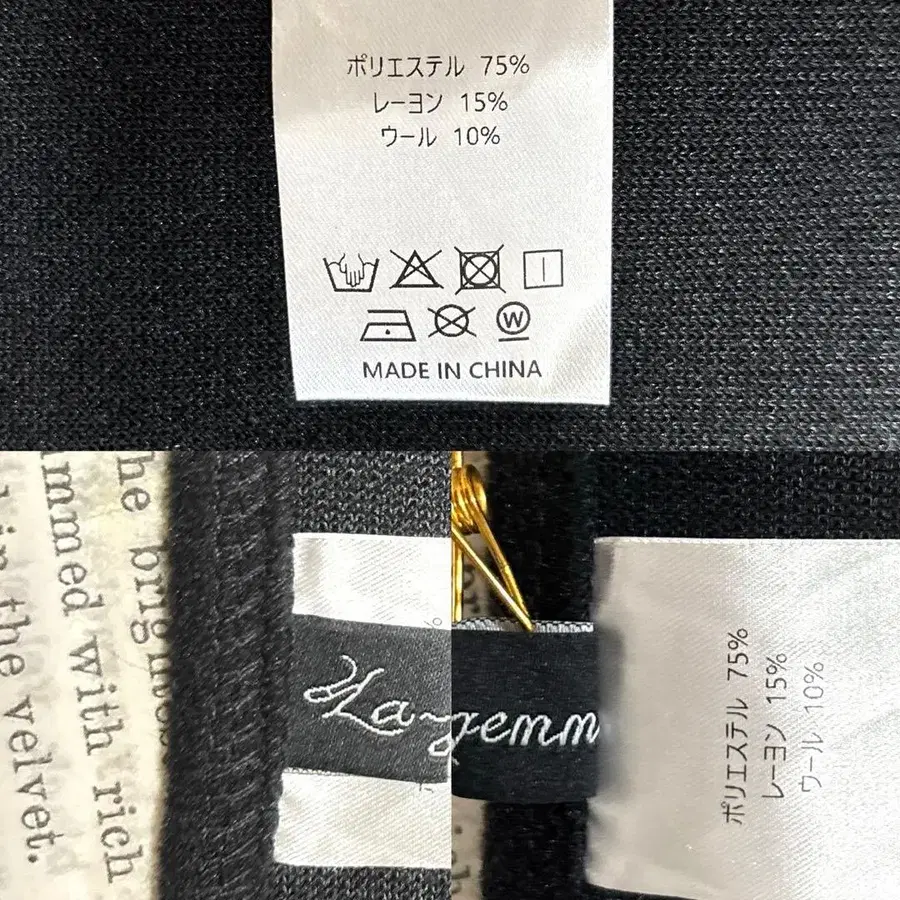 ポリエステル 75%
レーヨン 15%
ウール 10%
W
MADE IN CHINA
the velvet.
mmed with rich
La-gemm
ポリエステル 75%
レーヨン 15%
ウール 10%